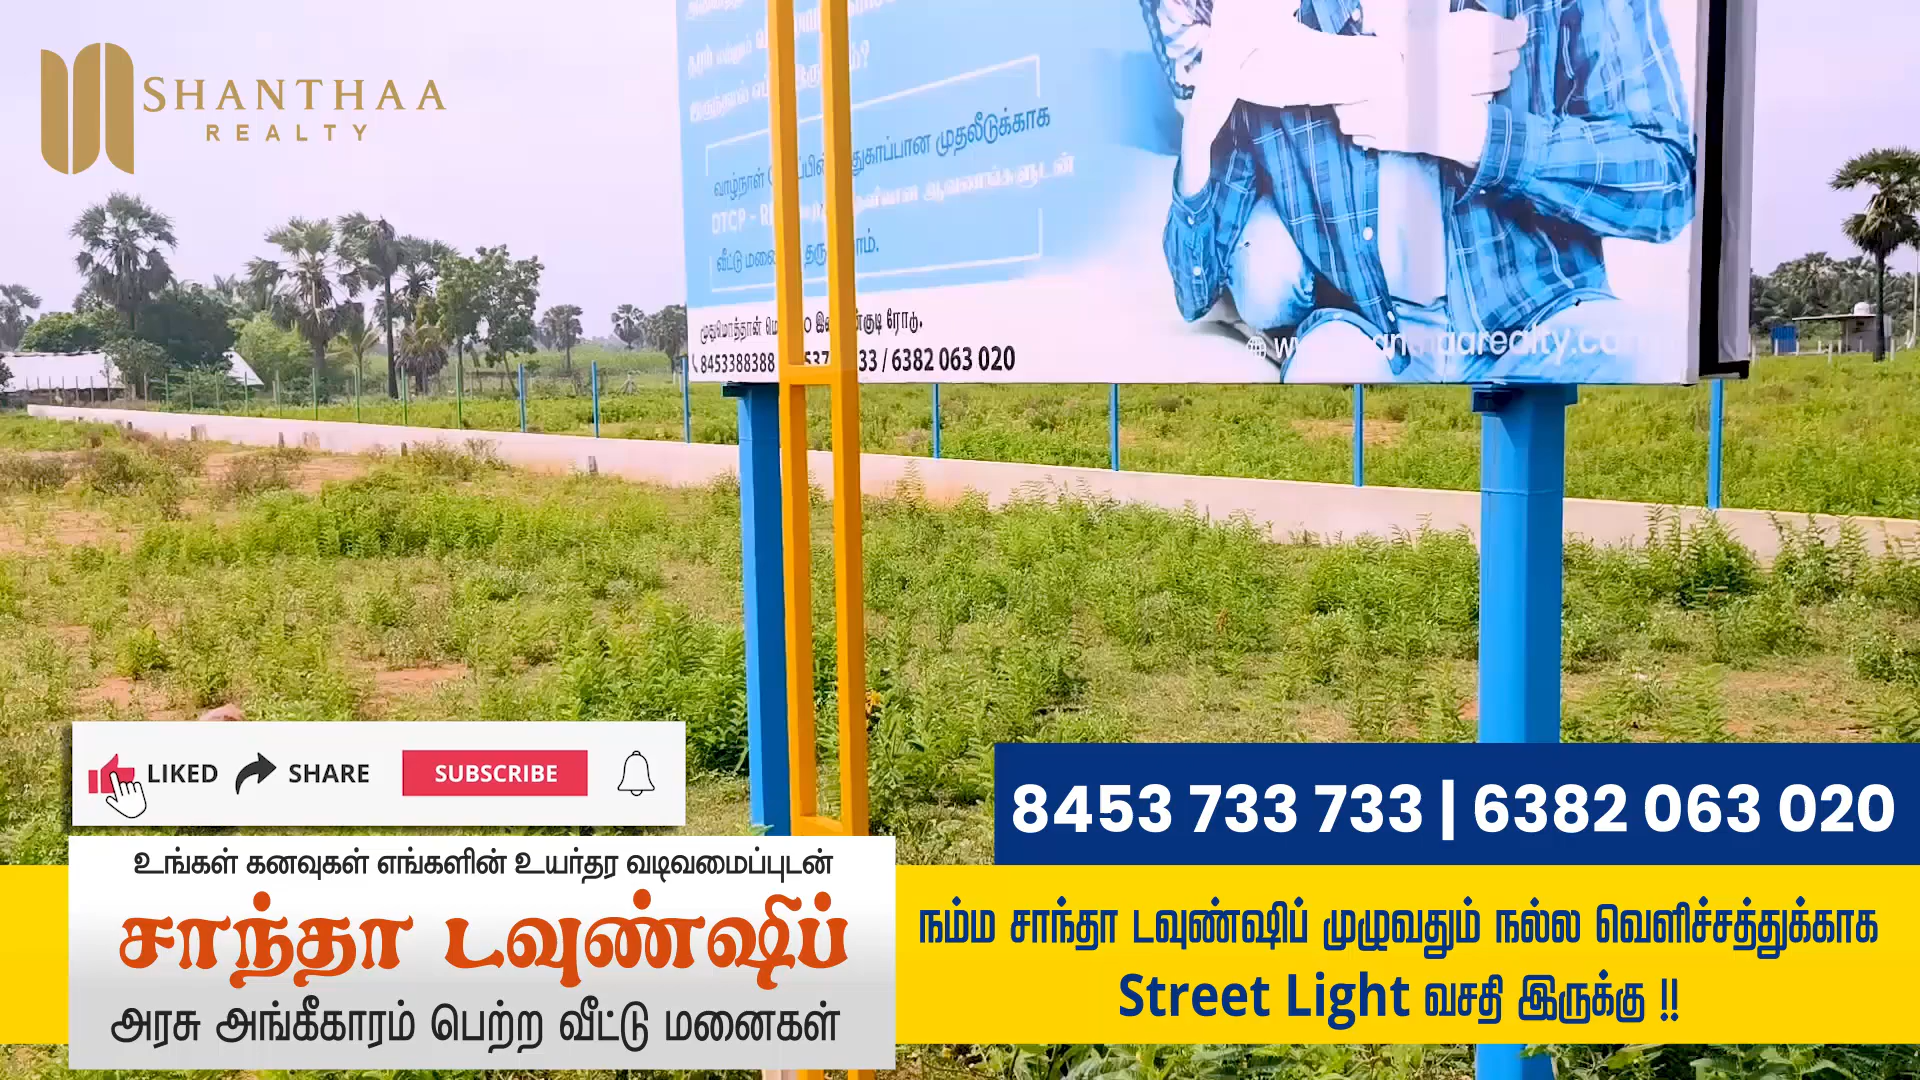 SHANTHAA
REALTY
வாழ்நாள் முதலீடுக்காக
DTCP -
வீட்டு
ரோடு.
8453388388 / 6382 063 020
LIKED SHARE SUBSCRIBE
8453 733 733 | 6382 063 020
உங்கள் கனவுகள் எங்களின் உயர்தர வடிவமைப்புடன்
சாந்தா டவுண்ஷிப்
அரசு அங்கீகாரம் பெற்ற வீட்டு மனைகள்
நம்ம சாந்தா டவுண்ஷிப் முழுவதும் நல்ல வெளிச்சத்துக்காக
Street Light வசதி இருக்கு !!